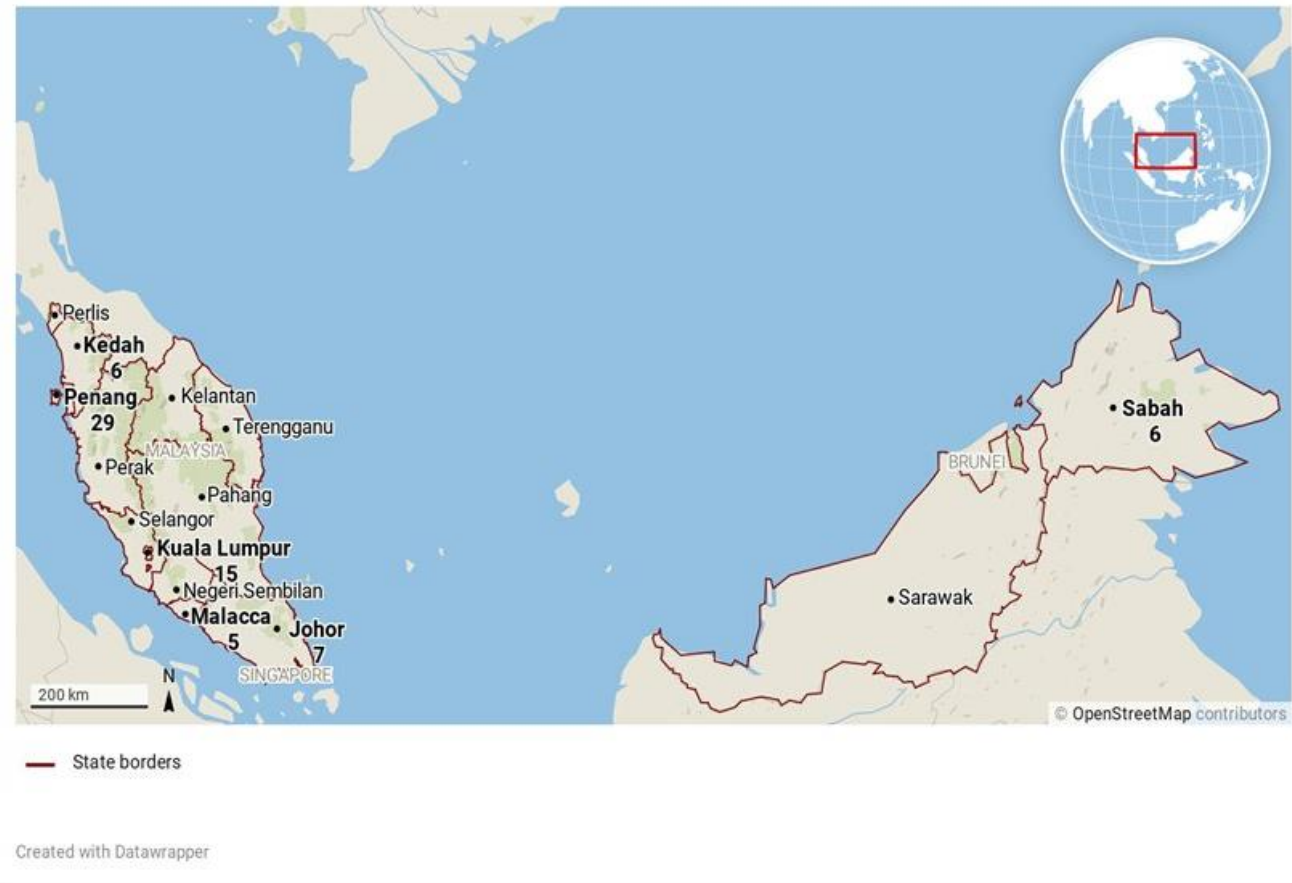 Perlis
Kedah
6
Penang
29
Kelantan
Terengganu
MALAYSIA
Perak
Pahang
Selangor
Kuala Lumpur
15
Negeri Sembilan
Malacca
5
Johor
7
SINGAPORE
N
200 km
Sabah
6
BRUNEI
Sarawak
© OpenStreetMap contributors
State borders
Created with Datawrapper